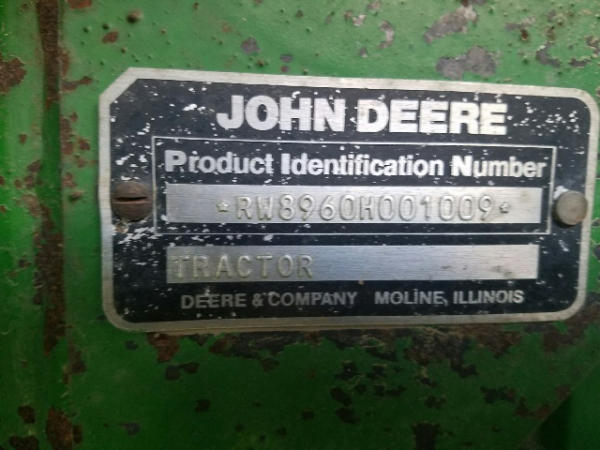 JOHN DEERE
Product Identification Number
*RW8960H001009*
TRACTOR
DEERE & COMPANY MOLINE, ILLINOIS